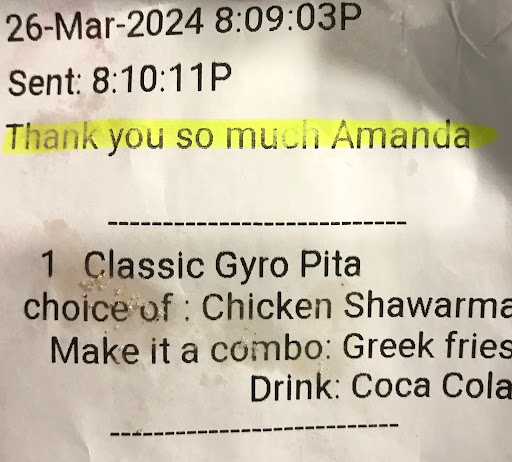 26-Mar-2024 8:09:03P
Sent: 8:10:11P
Thank you so much Amanda
-----------------------------
1 Classic Gyro Pita
choice of : Chicken Shawarma
Make it a combo: Greek fries
Drink: Coca Cola
-----------------------------